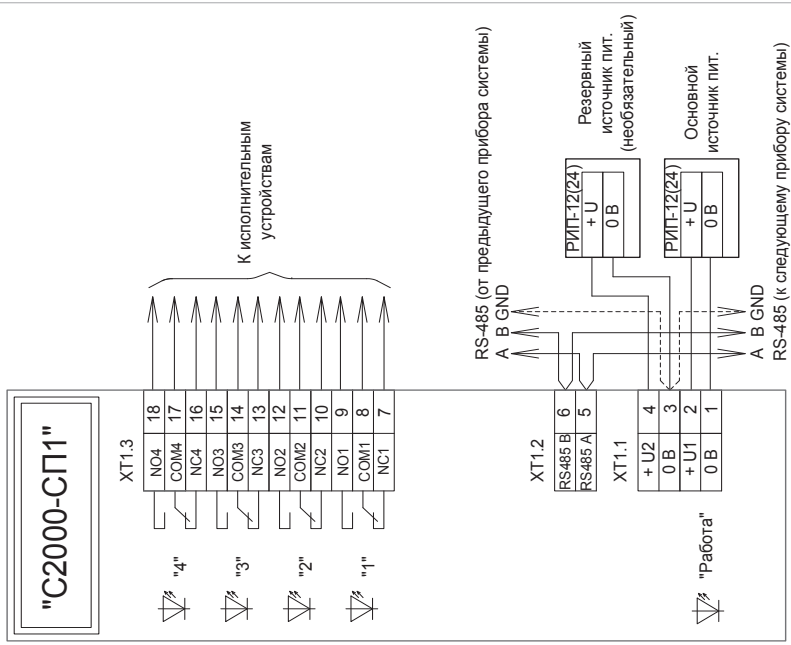 "С2000-СП1"
XT1.3
NO4 18
COM4 17
NC4 16
NO3 15
COM3 14
NC3 13
NO2 12
COM2 11
NC2 10
NO1 9
COM1 8
NC1 7
"4"
"3"
"2"
"1"
К исполнительным
устройствам
XT1.2
RS485 B 6
RS485 A 5
XT1.1
+ U2 4
0 В 3
+ U1 2
0 В 1
"Работа"
RS-485 (от предыдущего прибора системы)
A B GND
РИП-12(24)
+ U
0 В
Резервный
источник пит.
(необязательный)
РИП-12(24)
+ U
0 В
Основной
источник пит.
A B GND
RS-485 (к следующему прибору системы)